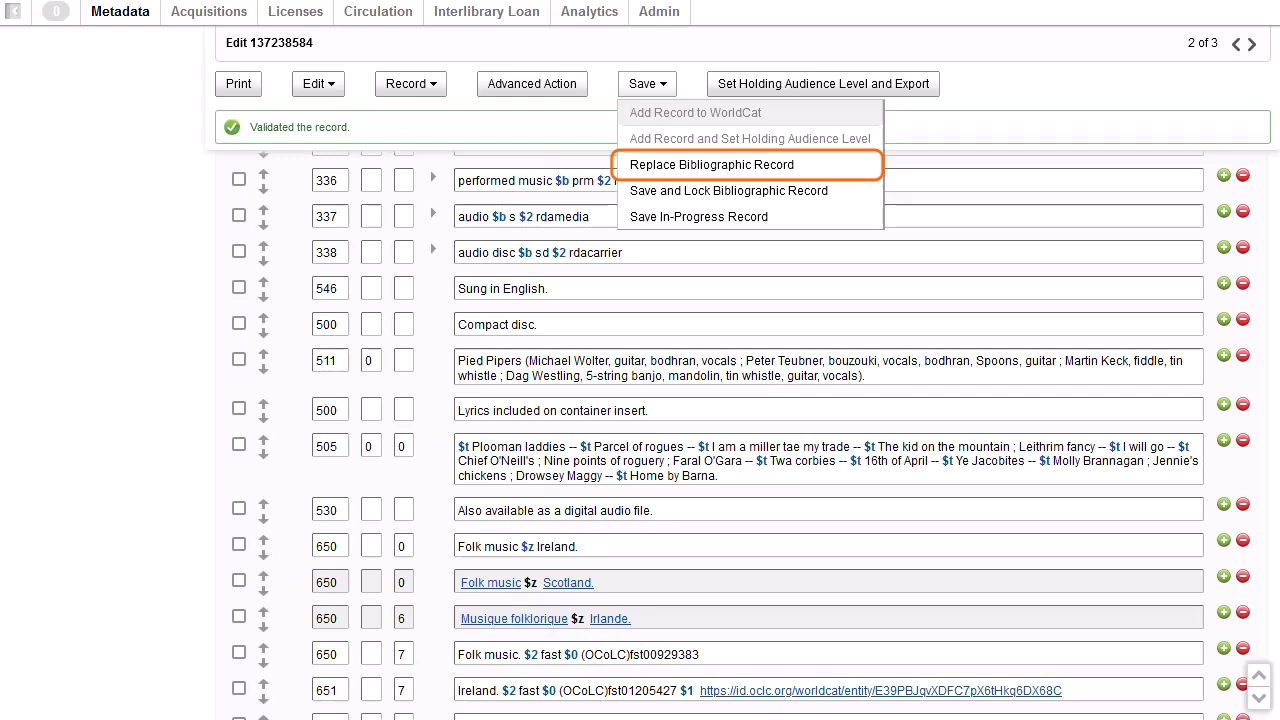 0
Metadata
Acquisitions
Licenses
Circulation
Interlibrary Loan
Analytics
Admin
Edit 137238584
2 of 3
Print
Edit
Record
Advanced Action
Save
Set Holding Audience Level and Export
Validated the record.
Add Record to WorldCat
Add Record and Set Holding Audience Level
Replace Bibliographic Record
Save and Lock Bibliographic Record
Save In-Progress Record
336 performed music $b prm $2
337 audio $b s $2 rdamedia
338 audio disc $b sd $2 rdacarrier
546 Sung in English.
500 Compact disc.
511 0 Pied Pipers (Michael Wolter, guitar, bodhran, vocals ; Peter Teubner, bouzouki, vocals, bodhran, Spoons, guitar ; Martin Keck, fiddle, tin
whistle ; Dag Westling, 5-string banjo, mandolin, tin whistle, guitar, vocals).
500 Lyrics included on container insert.
505 0 0 $t Plooman laddies -- $t Parcel of rogues -- $t I am a miller tae my trade -- $t The kid on the mountain ; Leithrim fancy -- $t I will go -- $t
Chief O'Neill's ; Nine points of roguery ; Faral O'Gara -- $t Twa corbies -- $t 16th of April -- $t Ye Jacobites -- $t Molly Brannagan ; Jennie's
chickens ; Drowsey Maggy -- $t Home by Barna.
530 Also available as a digital audio file.
650 0 Folk music $z Ireland.
650 0 Folk music $z Scotland.
650 6 Musique folklorique $z Irlande.
650 7 Folk music. $2 fast $0 (OCoLC)fst00929383
651 7 Ireland. $2 fast $0 (OCoLC)fst01205427 $1 https://id.oclc.org/worldcat/entity/E39PBJqvXDFC7pX6tHkq6DX68C